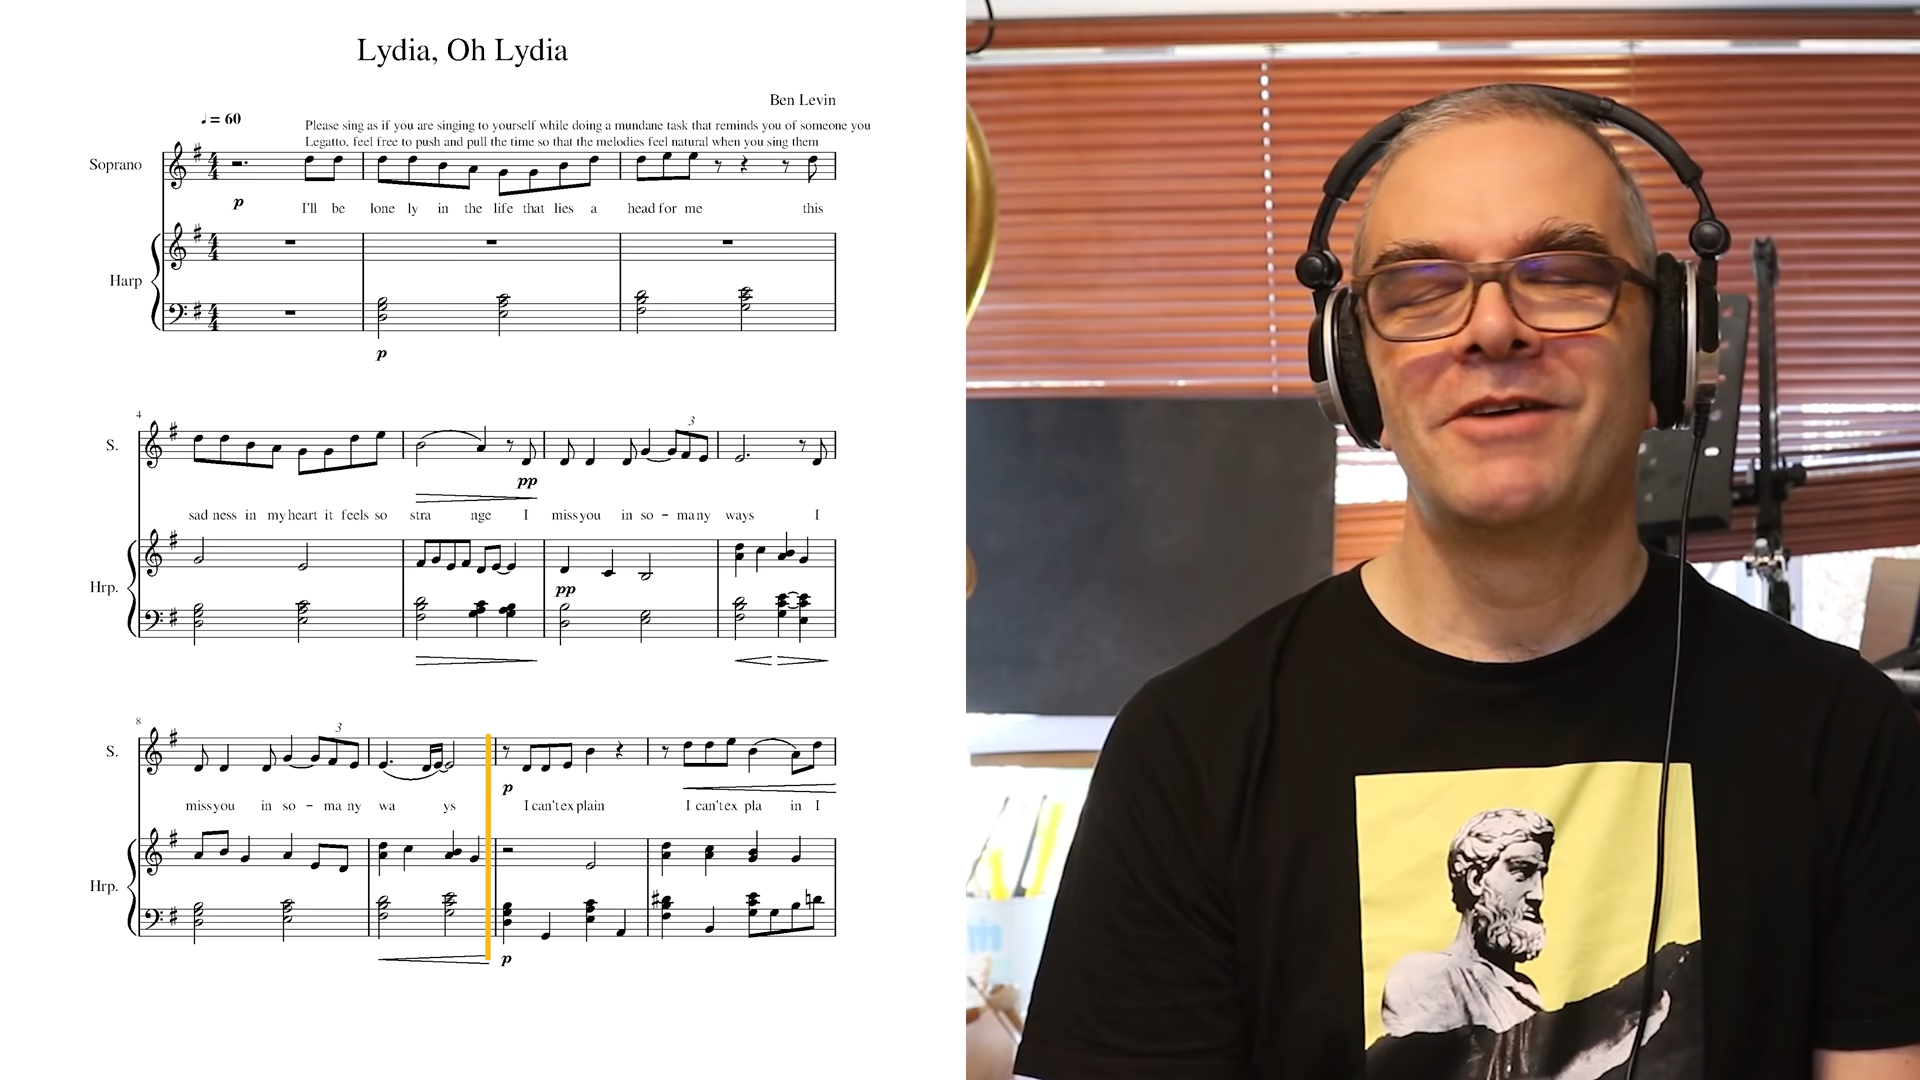 Lydia, Oh Lydia
Ben Levin
♩ = 60
Please sing as if you are singing to yourself while doing a mundane task that reminds you of someone you
Legatto, feel free to push and pull the time so that the melodies feel natural when you sing them
Soprano
p
I'll be lone ly in the life that lies a head for me this
Harp
p
4
S.
3
pp
sad ness in my heart it feels so stra nge I miss you in so - ma ny ways I
Hrp.
pp
8
S.
3
p
miss you in so - ma ny wa ys I can't ex plain I can't ex pla in I
Hrp.
p